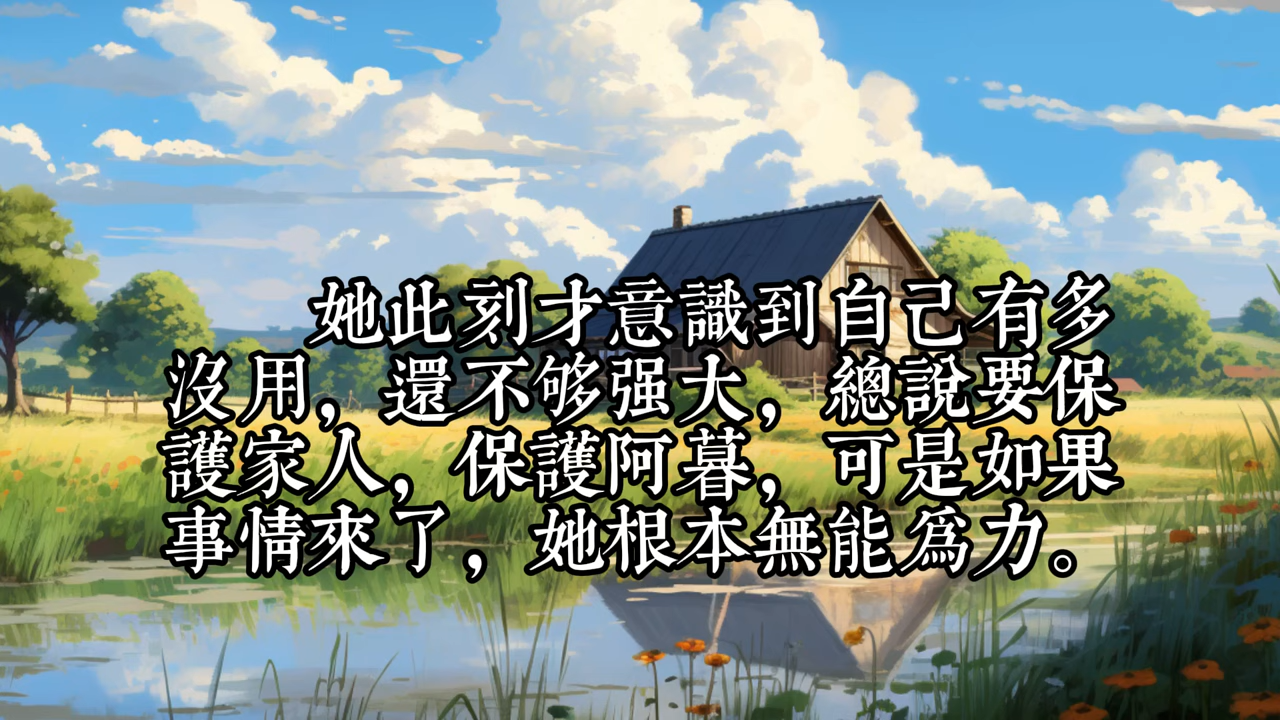 她此刻才意識到自己有多
沒用，還不够强大，總說要保
護家人，保護阿暮，可是如果
事情來了，她根本無能爲力。